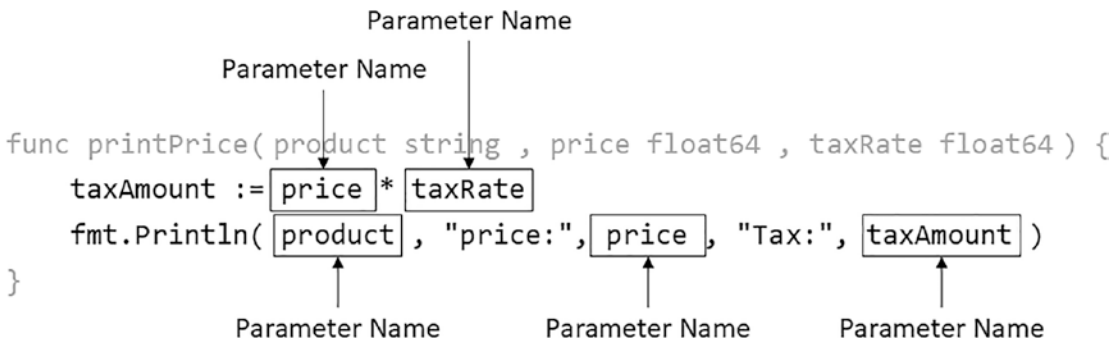 Parameter Name
Parameter Name
func printPrice( product string , price float64 , taxRate float64 ) {
taxAmount := price * taxRate
fmt.Println( product , "price:", price , "Tax:", taxAmount )
}
Parameter Name Parameter Name Parameter Name